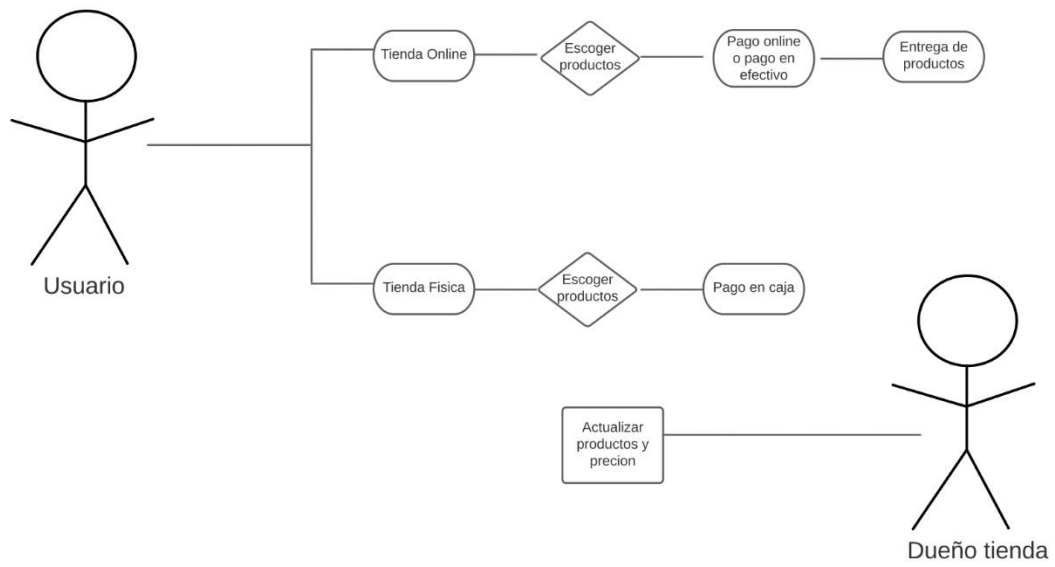 Tienda Online
Escoger
productos
Pago online
o pago en
efectivo
Entrega de
productos
Usuario
Tienda Fisica
Escoger
productos
Pago en caja
Actualizar
productos y
precion
Dueño tienda